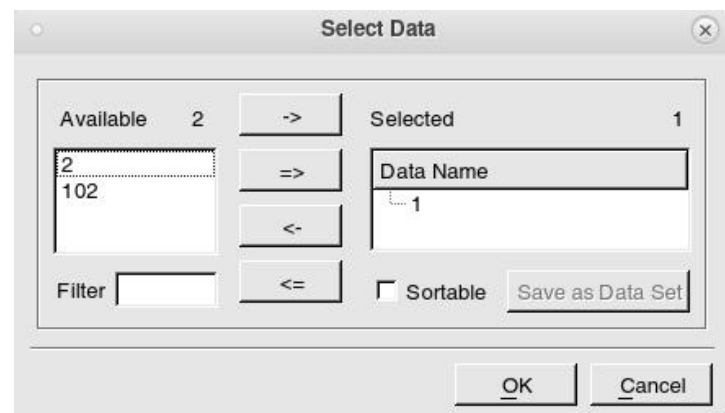 Select Data
Available 2
->
Selected 1
2
102
=>
<-
<=
Data Name
1
Filter
Sortable
Save as Data Set
OK
Cancel